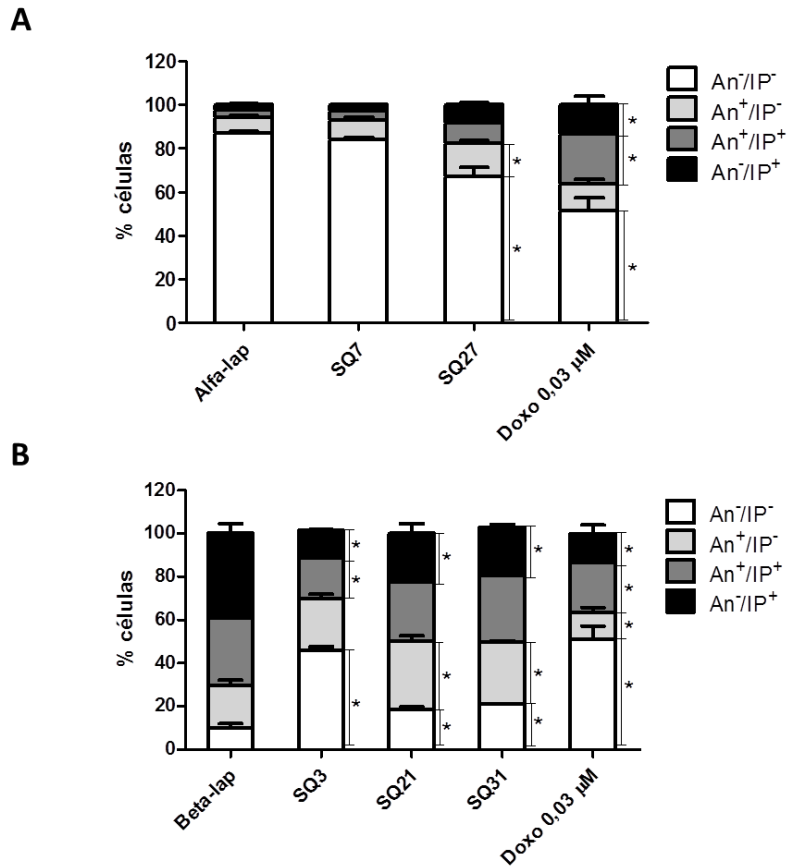 A
% células
120
100
80
60
40
20
0
Alfa-lap
SQ7
SQ27
Doxo 0,03 µM
An⁻/IP⁻
An⁺/IP⁻
An⁺/IP⁺
An⁻/IP⁺
*
*
*
*
*
B
% células
120
100
80
60
40
20
0
Beta-lap
SQ3
SQ21
SQ31
Doxo 0,03 µM
An⁻/IP⁻
An⁺/IP⁻
An⁺/IP⁺
An⁻/IP⁺
*
*
*
*
*
*
*
*
*
*
*
*
*